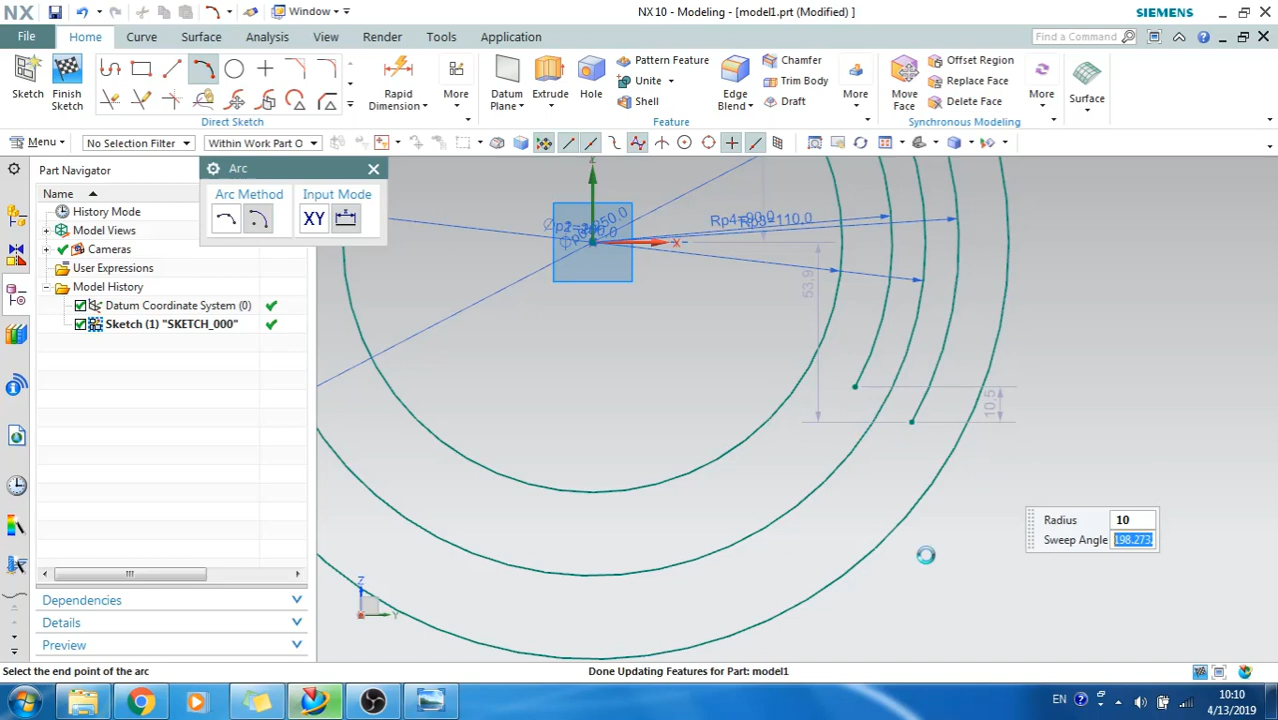 NX
Window
NX 10 - Modeling - [model1.prt (Modified) ]
SIEMENS
File
Home
Curve
Surface
Analysis
View
Render
Tools
Application
Find a Command
Sketch
Finish Sketch
Direct Sketch
Rapid Dimension
More
Datum Plane
Extrude
Hole
Pattern Feature
Unite
Shell
Feature
Edge Blend
Chamfer
Trim Body
Draft
More
Move Face
Offset Region
Replace Face
Delete Face
Synchronous Modeling
More
Surface
Menu
No Selection Filter
Within Work Part O
Part Navigator
Name
History Mode
Model Views
Cameras
User Expressions
Model History
Datum Coordinate System (0)
Sketch (1) "SKETCH_000"
Arc
Arc Method
Input Mode
XY
X
53.9
10.5
Radius
10
Sweep Angle
198.273
Z
Y
Dependencies
Details
Preview
Select the end point of the arc
Done Updating Features for Part: model1
EN
10:10
4/13/2019